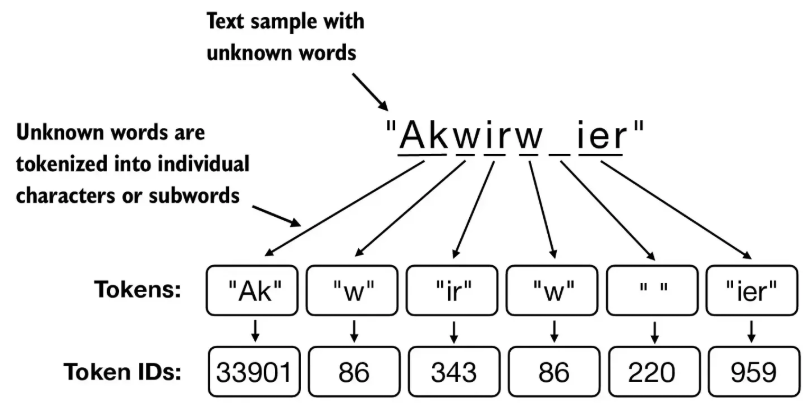 Text sample with
unknown words
"Akwirw ier"
Unknown words are
tokenized into individual
characters or subwords
Tokens: "Ak" "w" "ir" "w" " " "ier"
Token IDs: 33901 86 343 86 220 959